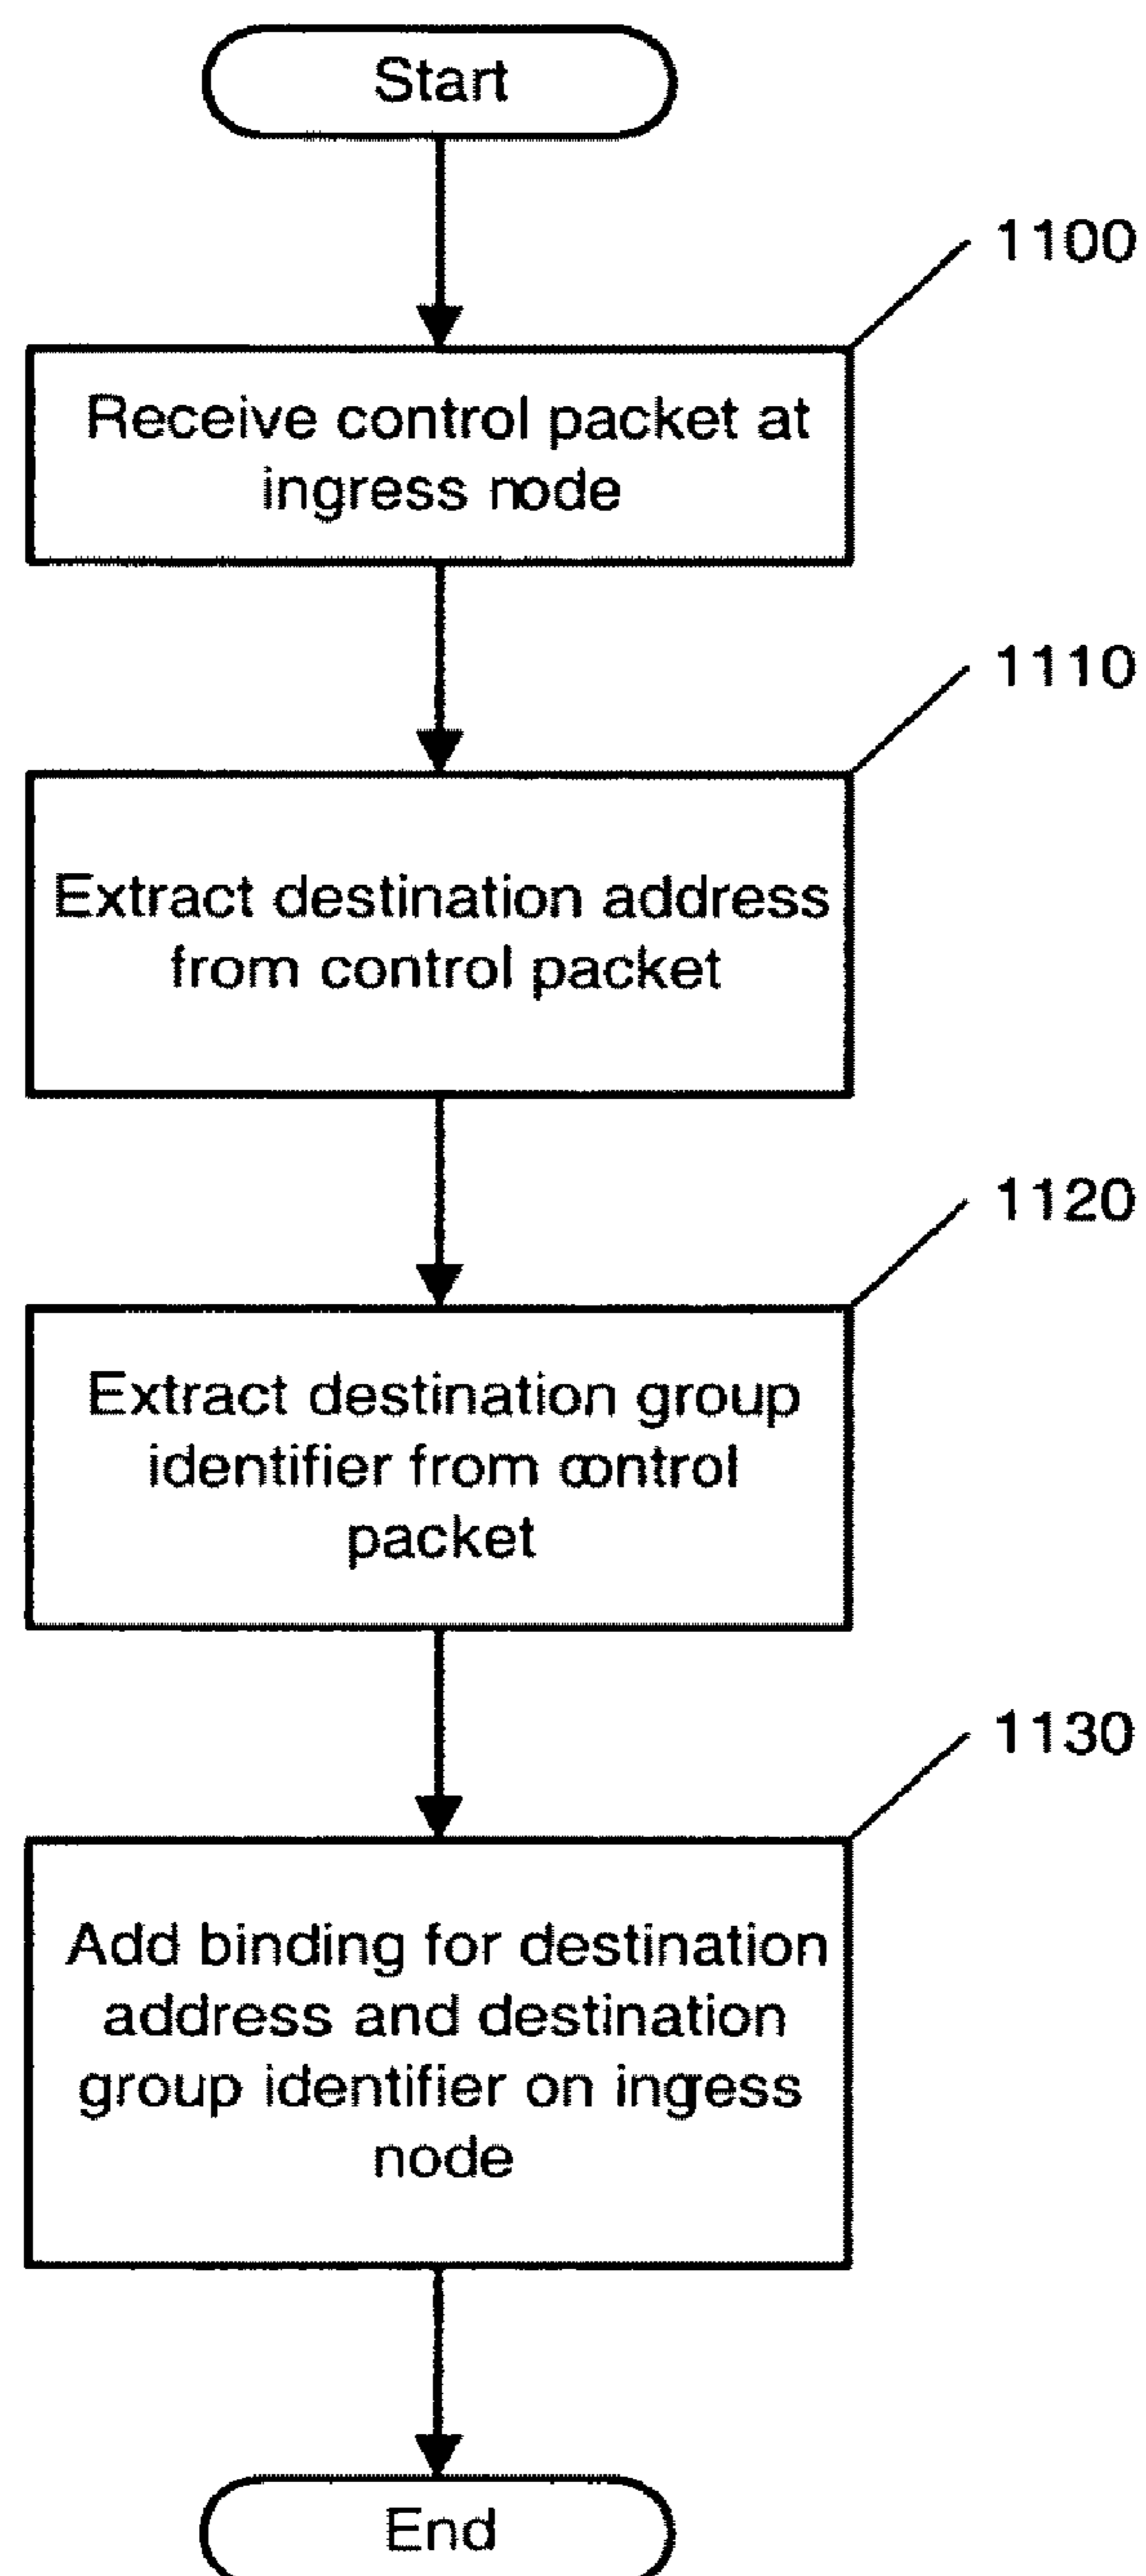 Start
1100
Receive control packet at
ingress node
1110
Extract destination address
from control packet
1120
Extract destination group
identifier from control
packet
1130
Add binding for destination
address and destination
group identifier on ingress
node
End